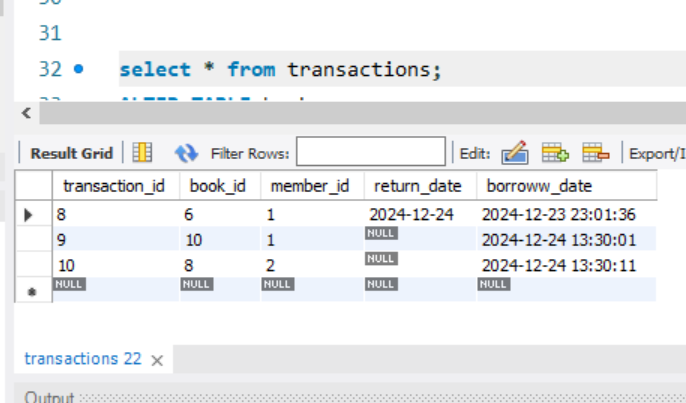 31
32 select * from transactions;
Result Grid Filter Rows: Edit: Export/I
transaction_id book_id member_id return_date borroww_date
8 6 1 2024-12-24 2024-12-23 23:01:36
9 10 1 NULL 2024-12-24 13:30:01
10 8 2 NULL 2024-12-24 13:30:11
NULL NULL NULL NULL NULL
transactions 22
Output